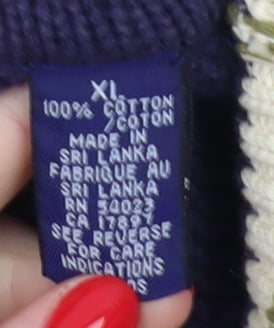 XL
100% COTTON
/COTON
MADE IN
SRI LANKA
FABRIQUE AU
SRI LANKA
RN 54023
CA 17897
SEE REVERSE
FOR CARE
INDICATIONS